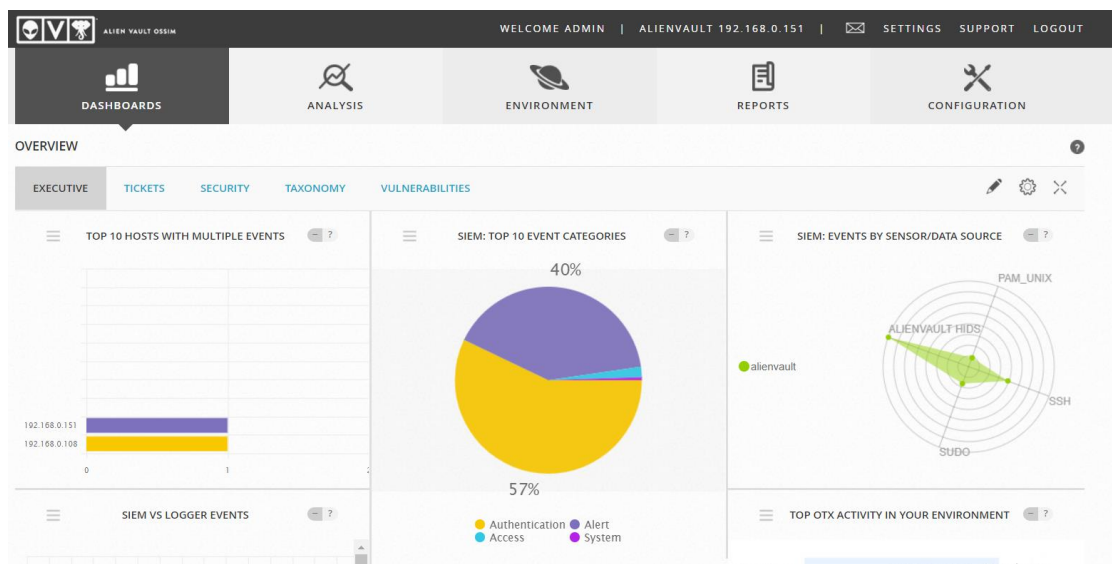 ALIEN VAULT OSSIM
WELCOME ADMIN | ALIENVAULT 192.168.0.151 | SETTINGS SUPPORT LOGOUT
DASHBOARDS ANALYSIS ENVIRONMENT REPORTS CONFIGURATION
OVERVIEW ?
EXECUTIVE TICKETS SECURITY TAXONOMY VULNERABILITIES
TOP 10 HOSTS WITH MULTIPLE EVENTS − ?
192.168.0.151
192.168.0.108
0 1
SIEM: TOP 10 EVENT CATEGORIES − ?
40%
57%
Authentication Alert
Access System
SIEM: EVENTS BY SENSOR/DATA SOURCE − ?
PAM_UNIX
ALIENVAULT HIDS
alienvault
SSH
SUDO
SIEM VS LOGGER EVENTS − ?
TOP OTX ACTIVITY IN YOUR ENVIRONMENT − ?